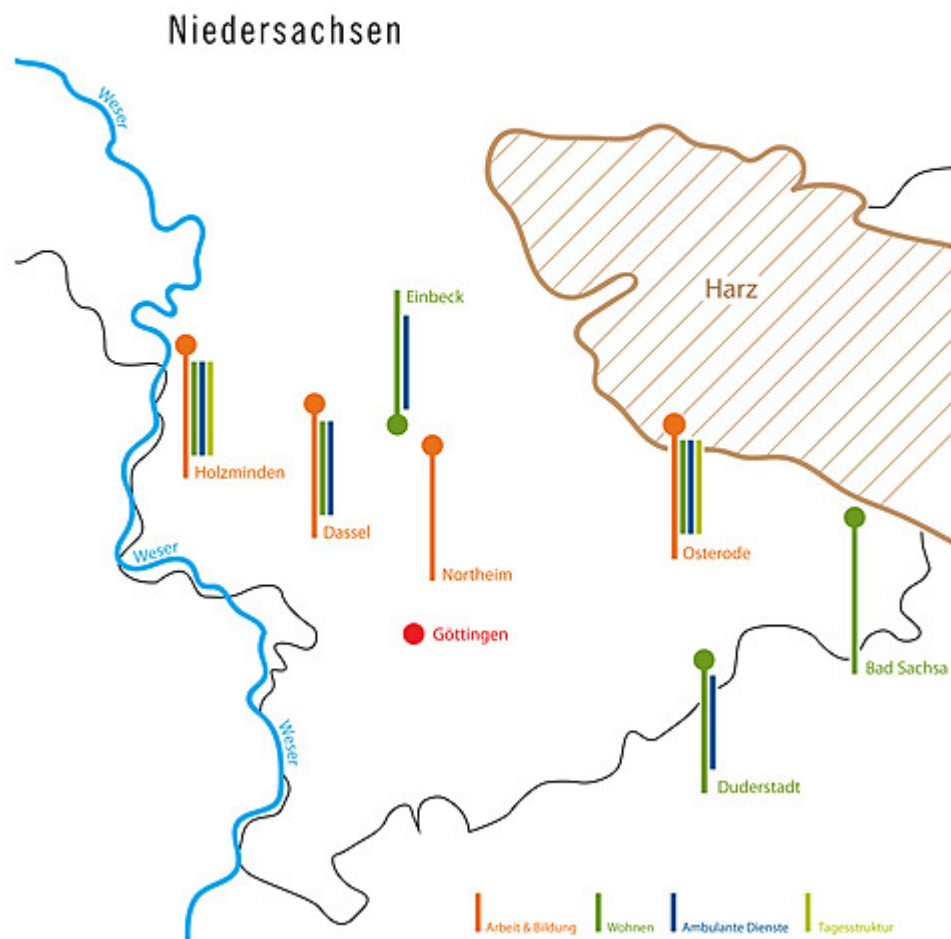 Niedersachsen
Weser
Einbeck
Harz
Holzminden
Dassel
Osterode
Weser
Northeim
Göttingen
Bad Sachsa
Weser
Duderstadt
Arbeit & Bildung
Wohnen
Ambulante Dienste
Tagesstruktur